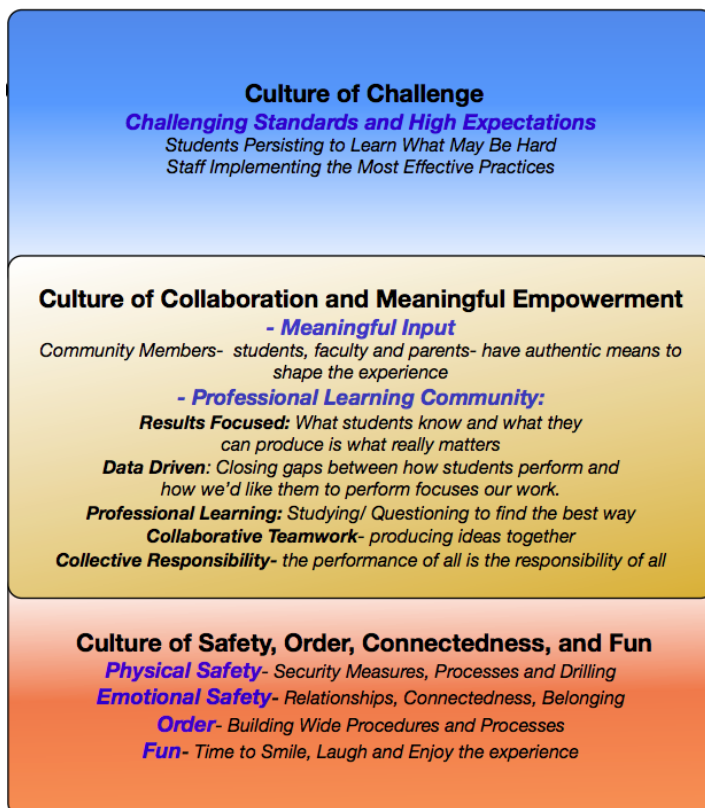 Culture of Challenge
Challenging Standards and High Expectations
Students Persisting to Learn What May Be Hard
Staff Implementing the Most Effective Practices
Culture of Collaboration and Meaningful Empowerment
- Meaningful Input
Community Members-  students, faculty and parents- have authentic means to
shape the experience
- Professional Learning Community:
Results Focused: What students know and what they
can produce is what really matters
Data Driven: Closing gaps between how students perform and
how we'd like them to perform focuses our work.
Professional Learning: Studying/ Questioning to find the best way
Collaborative Teamwork- producing ideas together
Collective Responsibility- the performance of all is the responsibility of all
Culture of Safety, Order, Connectedness, and Fun
Physical Safety- Security Measures, Processes and Drilling
Emotional Safety- Relationships, Connectedness, Belonging
Order- Building Wide Procedures and Processes
Fun- Time to Smile, Laugh and Enjoy the experience